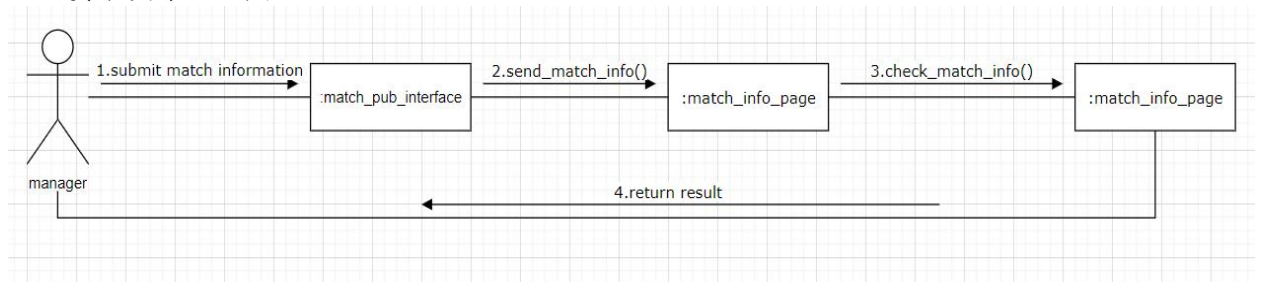 1.submit match information
2.send_match_info()
3.check_match_info()
:match_pub_interface
:match_info_page
:match_info_page
manager
4.return result